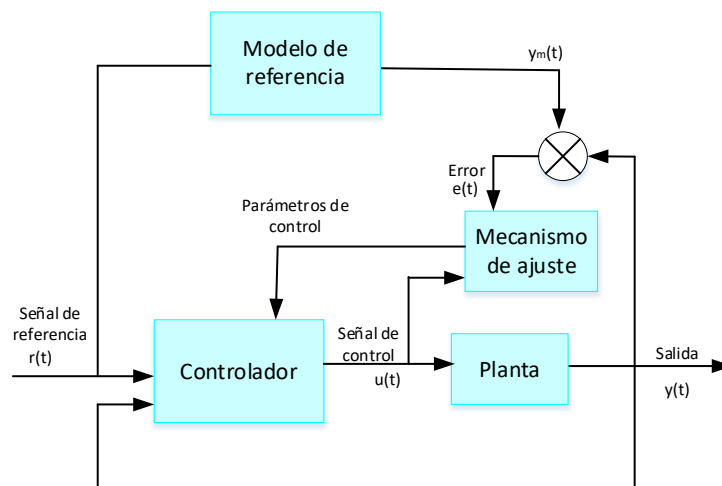 Modelo de
referencia
yₘ(t)
Error
e(t)
Parámetros de
control
Mecanismo
de ajuste
Señal de
referencia
r(t)
Controlador
Señal de
control
u(t)
Planta
Salida
y(t)